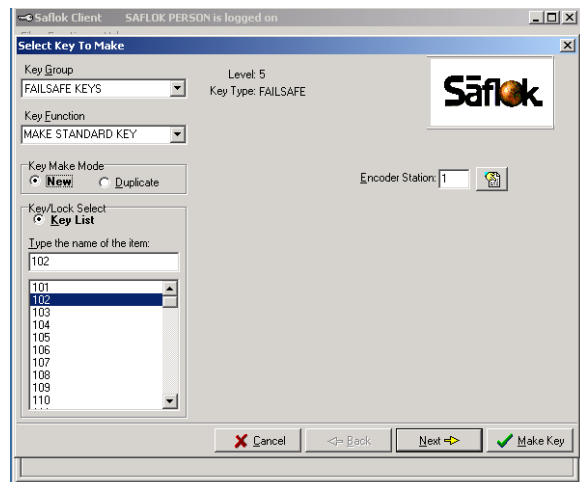 Saflok Client    SAFLOK PERSON is logged on
Select Key To Make
Key Group
FAILSAFE KEYS
Level: 5
Key Type: FAILSAFE
Säflok
Key Function
MAKE STANDARD KEY
Key Make Mode
New    Duplicate
Encoder Station: 1
Key/Lock Select
Key List
Type the name of the item:
102
101
102
103
104
105
106
107
108
109
110
Cancel    Back    Next    Make Key